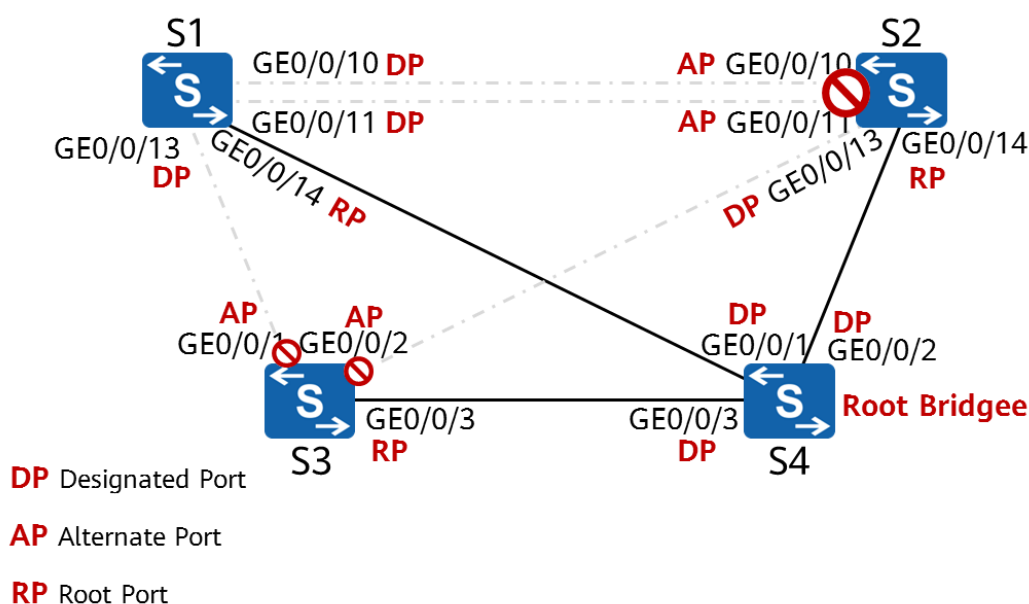 S1
S2
GE0/0/10 DP
AP GE0/0/10
S
S
GE0/0/11 DP
AP GE0/0/11
GE0/0/13
DP
GE0/0/14 RP
DP GE0/0/13
GE0/0/14
RP
AP
GE0/0/1
AP
GE0/0/2
DP
GE0/0/1
DP
GE0/0/2
S
GE0/0/3
RP
GE0/0/3
DP
S
Root Bridgee
S3
S4
DP Designated Port
AP Alternate Port
RP Root Port